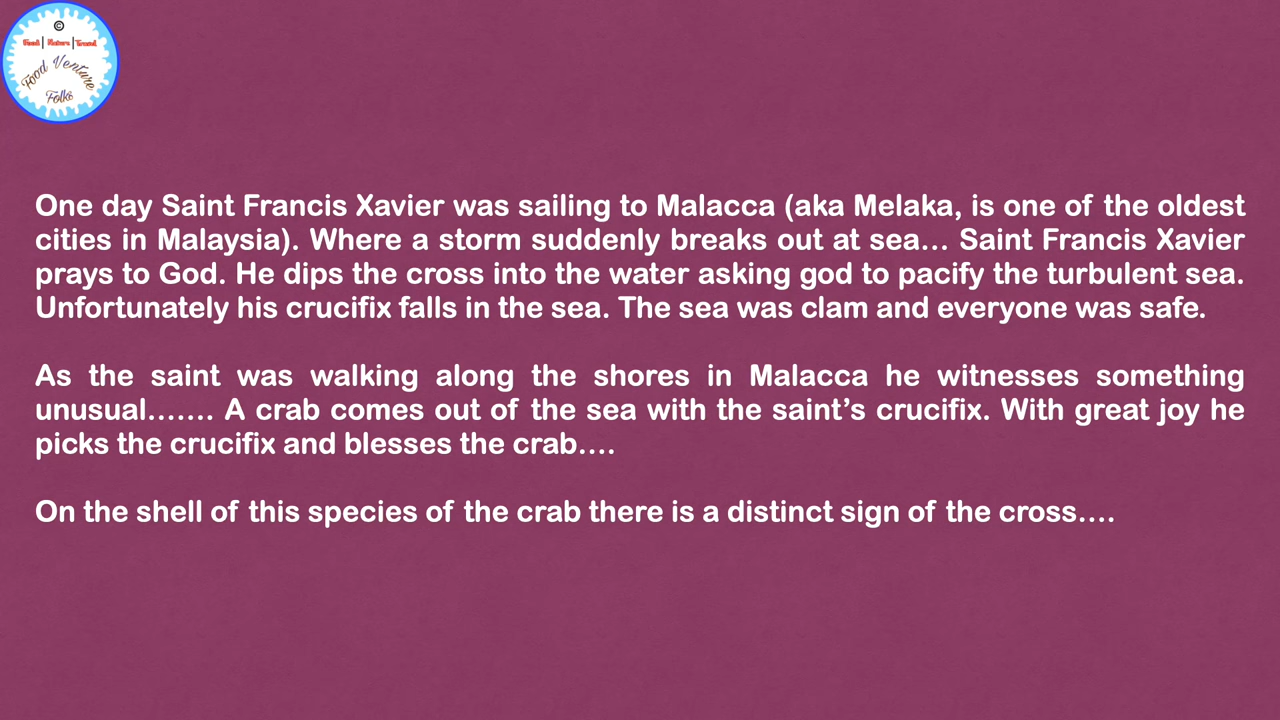 ©
Food | Nature | Travel
Food Venture
Folks
One day Saint Francis Xavier was sailing to Malacca (aka Melaka, is one of the oldest
cities in Malaysia). Where a storm suddenly breaks out at sea... Saint Francis Xavier
prays to God. He dips the cross into the water asking god to pacify the turbulent sea.
Unfortunately his crucifix falls in the sea. The sea was clam and everyone was safe.
As the saint was walking along the shores in Malacca he witnesses something
unusual....... A crab comes out of the sea with the saint’s crucifix. With great joy he
picks the crucifix and blesses the crab....
On the shell of this species of the crab there is a distinct sign of the cross....